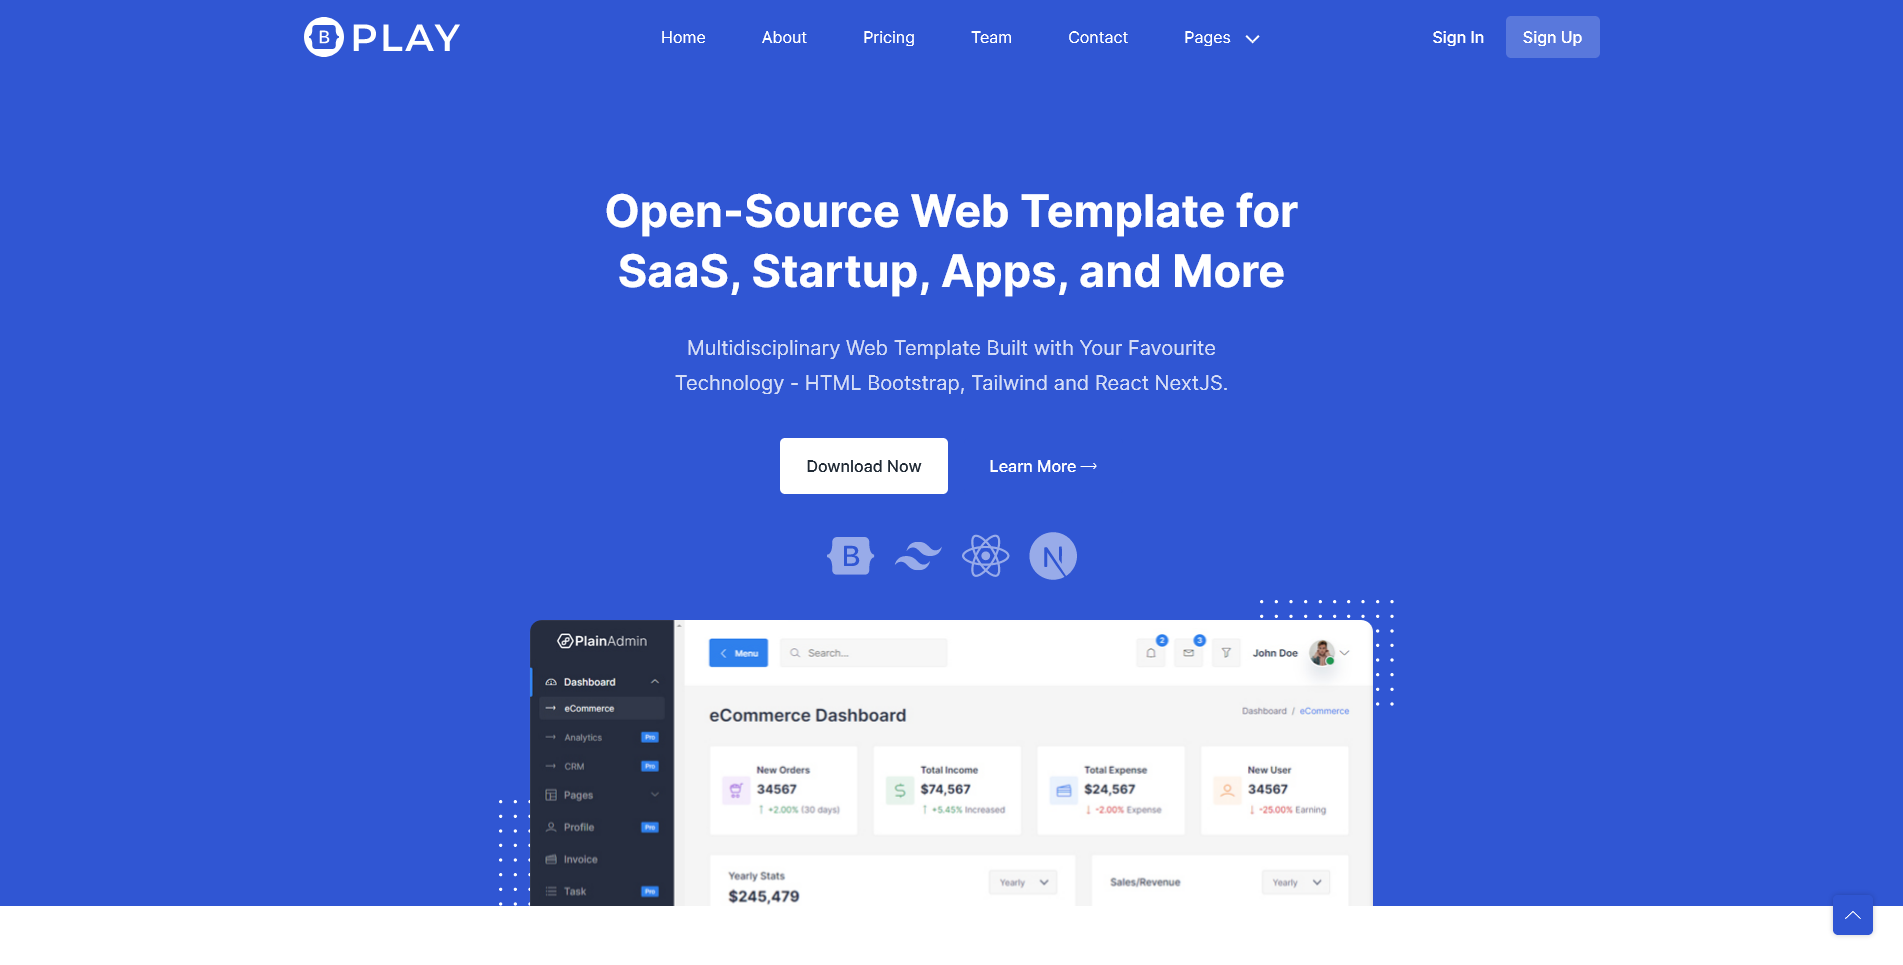 B PLAY
Home About Pricing Team Contact Pages
Sign In Sign Up
Open-Source Web Template for
SaaS, Startup, Apps, and More
Multidisciplinary Web Template Built with Your Favourite
Technology - HTML Bootstrap, Tailwind and React NextJS.
Download Now Learn More →
B N
PlainAdmin
Dashboard
→ eCommerce
→ Analytics Pro
→ CRM Pro
Pages
Profile Pro
Invoice
Task Pro
Menu Search... 2 3 John Doe
eCommerce Dashboard Dashboard / eCommerce
New Orders
34567
↑ +2.00% (30 days)
Total Income
$74,567
↑ +5.45% Increased
Total Expense
$24,567
↓ -2.00% Expense
New User
34567
↓ -25.00% Earning
Yearly Stats
$245,479
Yearly
Sales/Revenue
Yearly